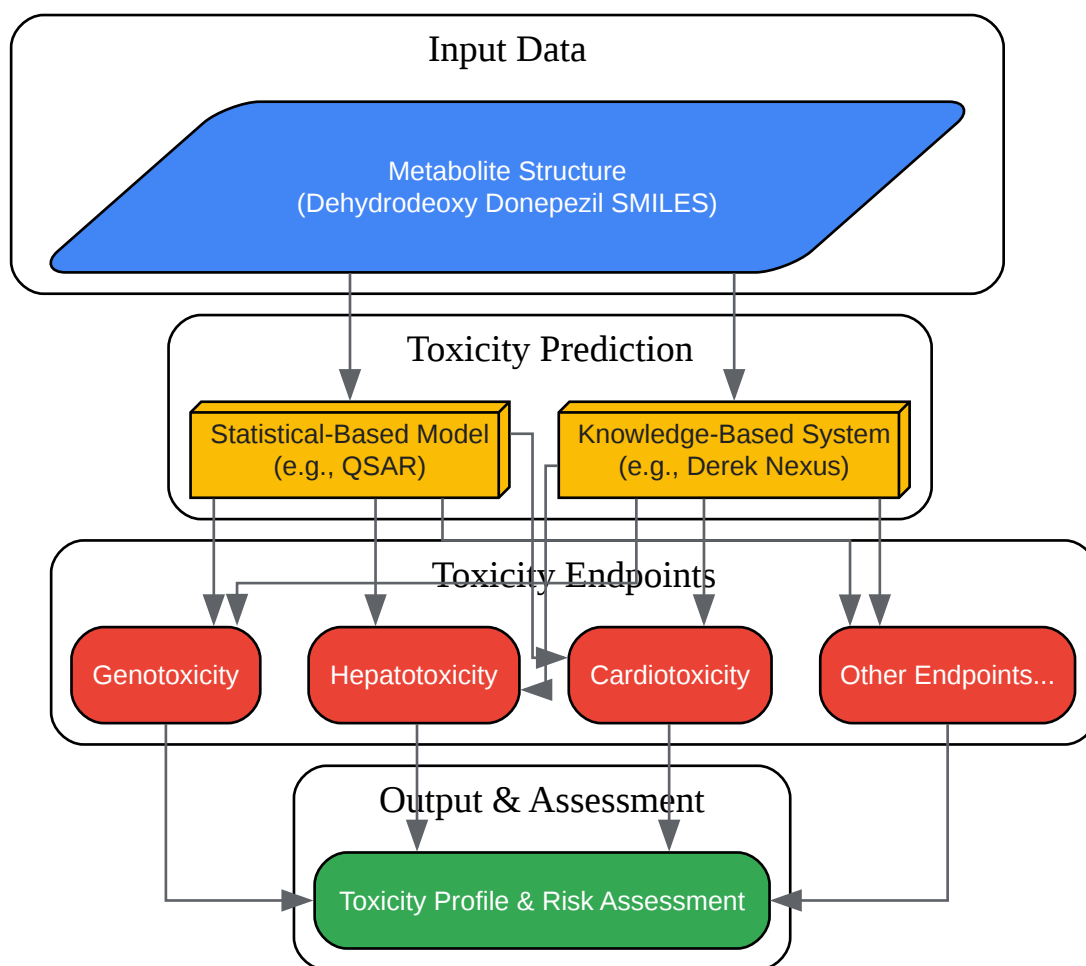 Input Data
Metabolite Structure
(Dehydrodeoxy Donepezil SMILES)
Toxicity Prediction
Statistical-Based Model
(e.g., QSAR)
Knowledge-Based System
(e.g., Derek Nexus)
Toxicity Endpoints
Genotoxicity
Hepatotoxicity
Cardiotoxicity
Other Endpoints...
Output & Assessment
Toxicity Profile & Risk Assessment